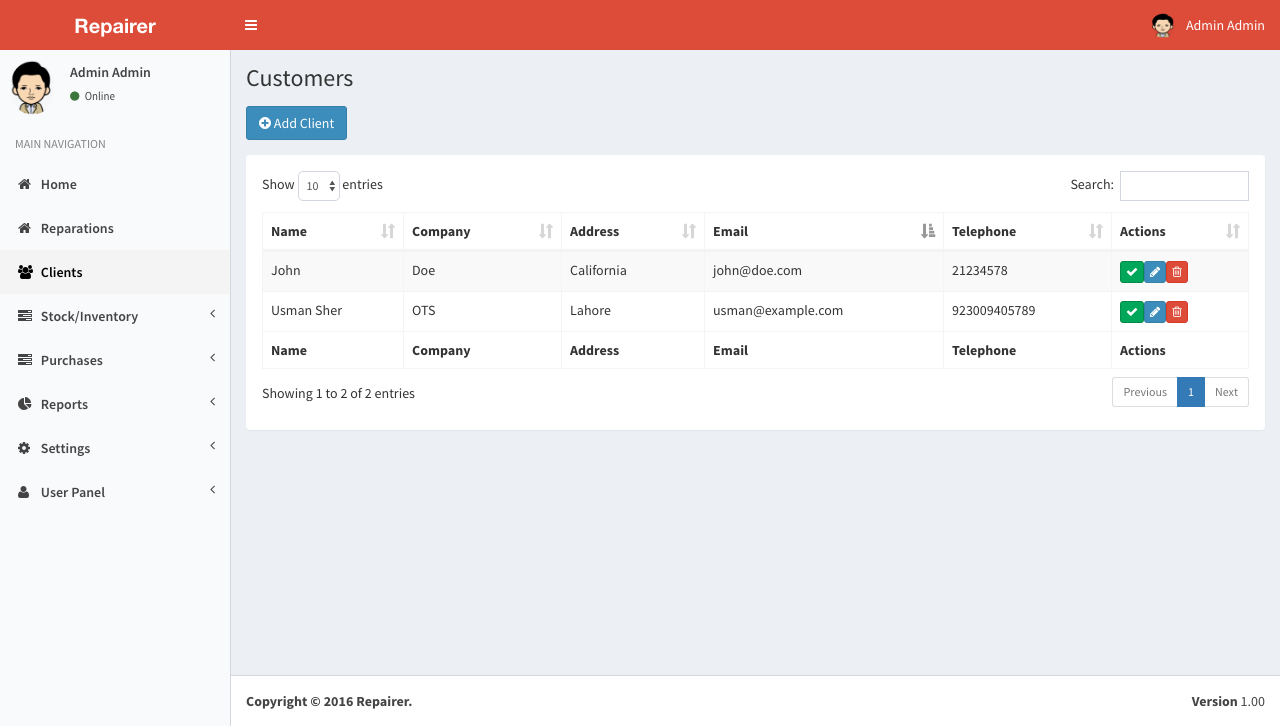 Repairer
Admin Admin
Admin Admin
Online
MAIN NAVIGATION
Home
Reparations
Clients
Stock/Inventory
Purchases
Reports
Settings
User Panel
Customers
Add Client
Show 10 entries
Search:
Name Company Address Email Telephone Actions
John Doe California john@doe.com 21234578
Usman Sher OTS Lahore usman@example.com 923009405789
Name Company Address Email Telephone Actions
Showing 1 to 2 of 2 entries
Previous 1 Next
Copyright © 2016 Repairer.
Version 1.00